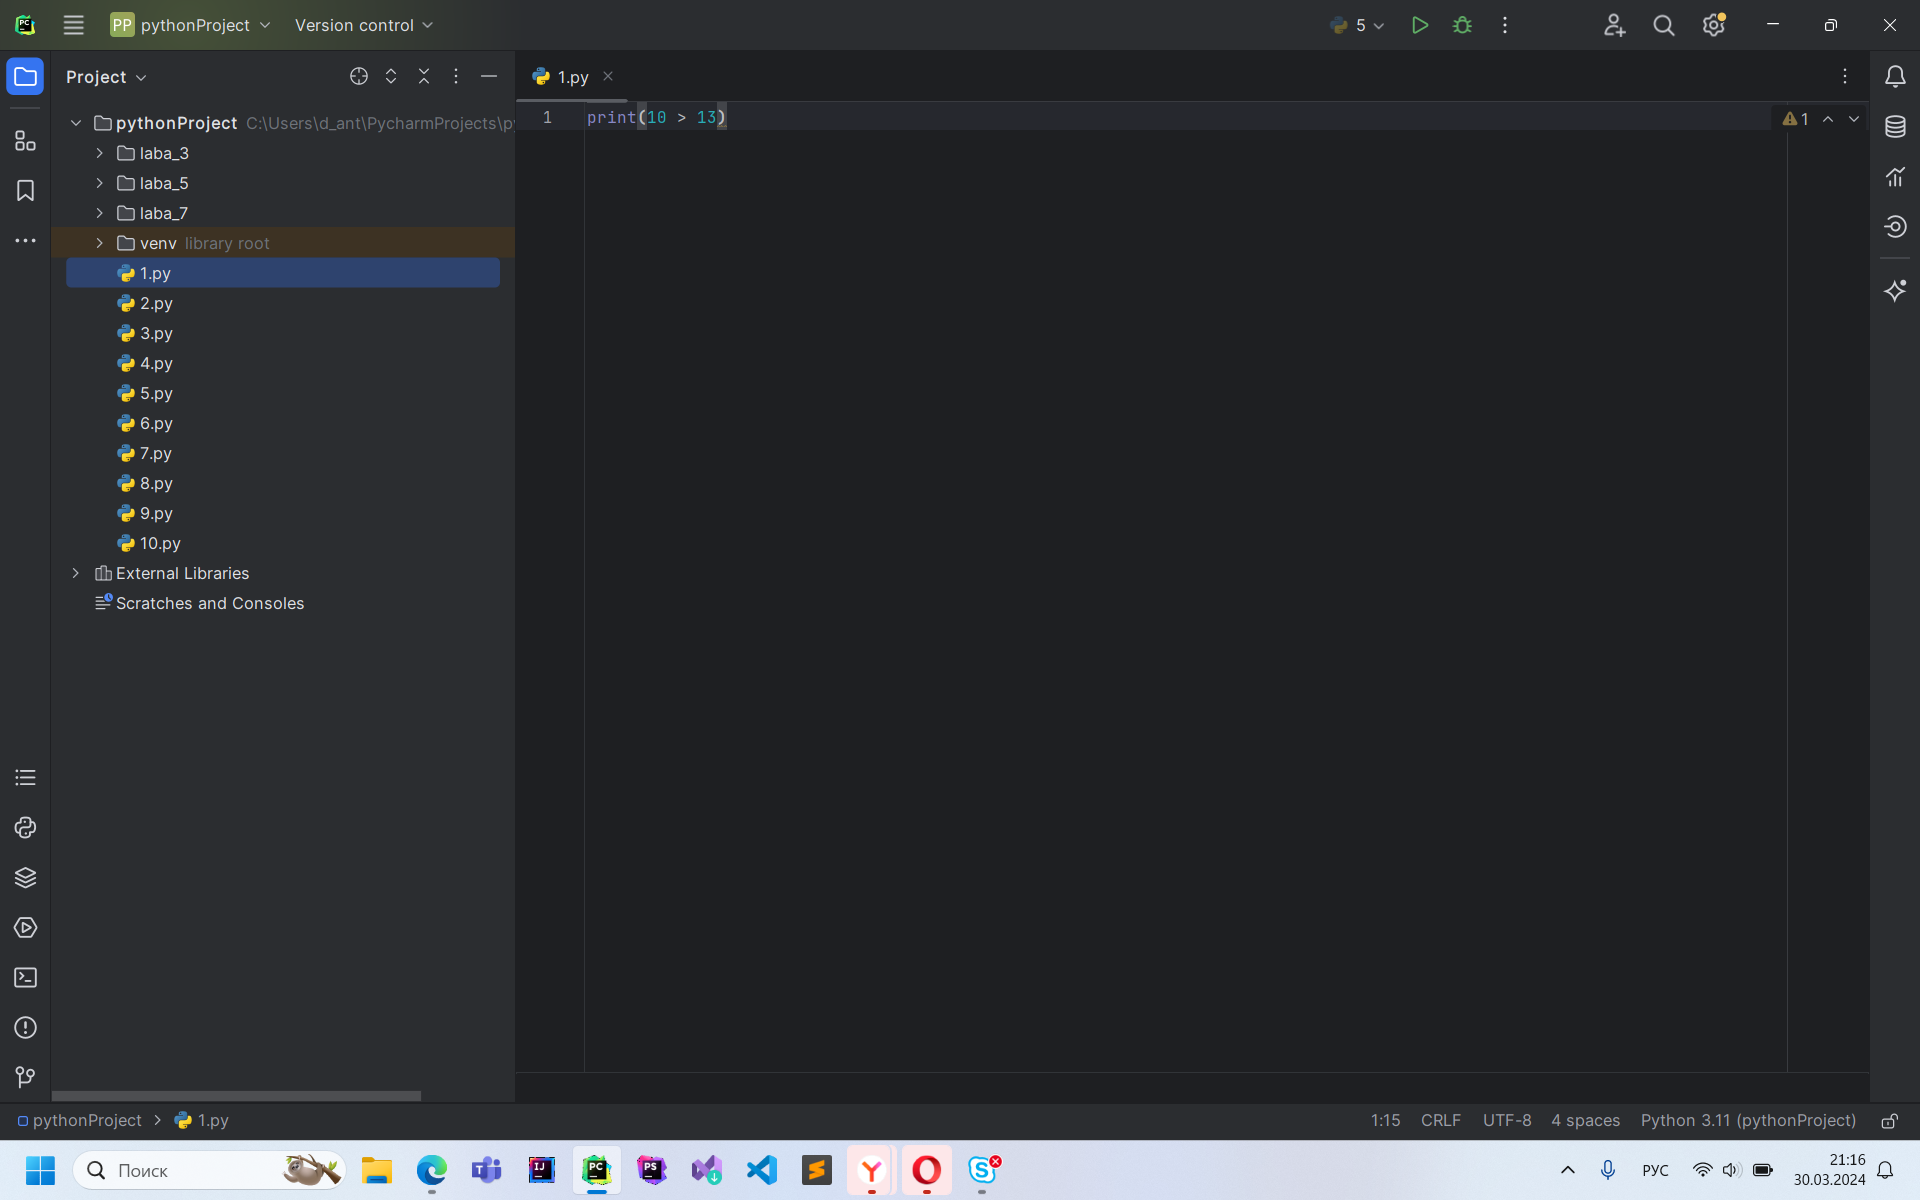 PP pythonProject Version control 5
Project
1.py
pythonProject C:\Users\d_ant\PycharmProjects\py
laba_3
laba_5
laba_7
venv library root
1.py
2.py
3.py
4.py
5.py
6.py
7.py
8.py
9.py
10.py
External Libraries
Scratches and Consoles
1 print(10 > 13)
1
pythonProject > 1.py
1:15 CRLF UTF-8 4 spaces Python 3.11 (pythonProject)
Поиск
РУС
21:16
30.03.2024